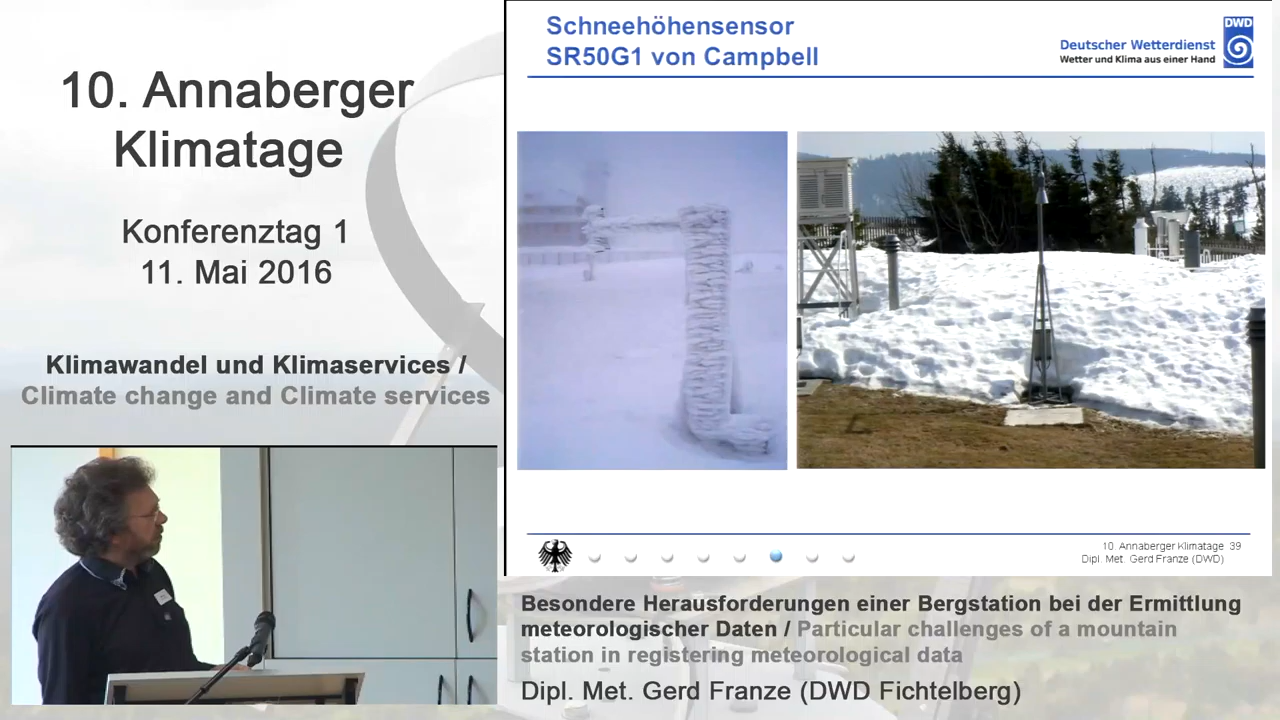 10. Annaberger
Klimatage
Konferenztag 1
11. Mai 2016
Klimawandel und Klimaservices /
Climate change and Climate services
Schneehöhensensor
SR50G1 von Campbell
DWD
Deutscher Wetterdienst
Wetter und Klima aus einer Hand
10. Annaberger Klimatage 39
Dipl. Met. Gerd Franze (DWD)
Besondere Herausforderungen einer Bergstation bei der Ermittlung
meteorologischer Daten / Particular challenges of a mountain
station in registering meteorological data
Dipl. Met. Gerd Franze (DWD Fichtelberg)